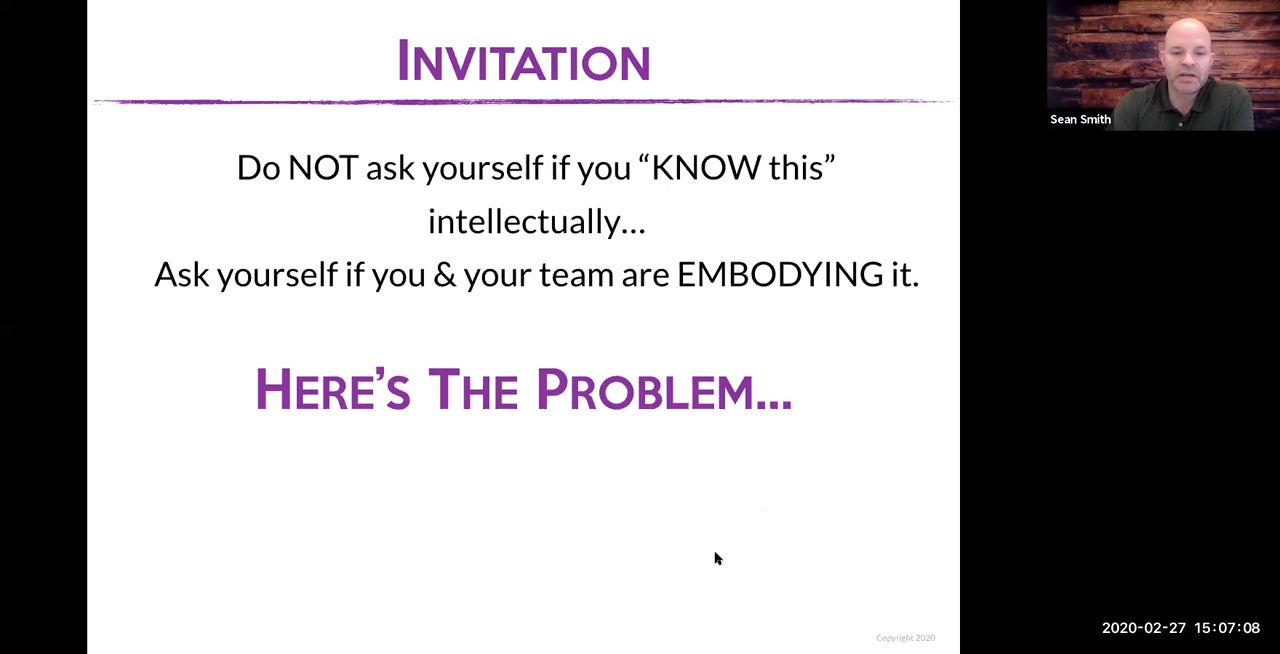 INVITATION
Do NOT ask yourself if you “KNOW this”
intellectually…
Ask yourself if you & your team are EMBODYING it.
HERE’S THE PROBLEM…
Copyright 2020
Sean Smith
2020-02-27 15:07:08